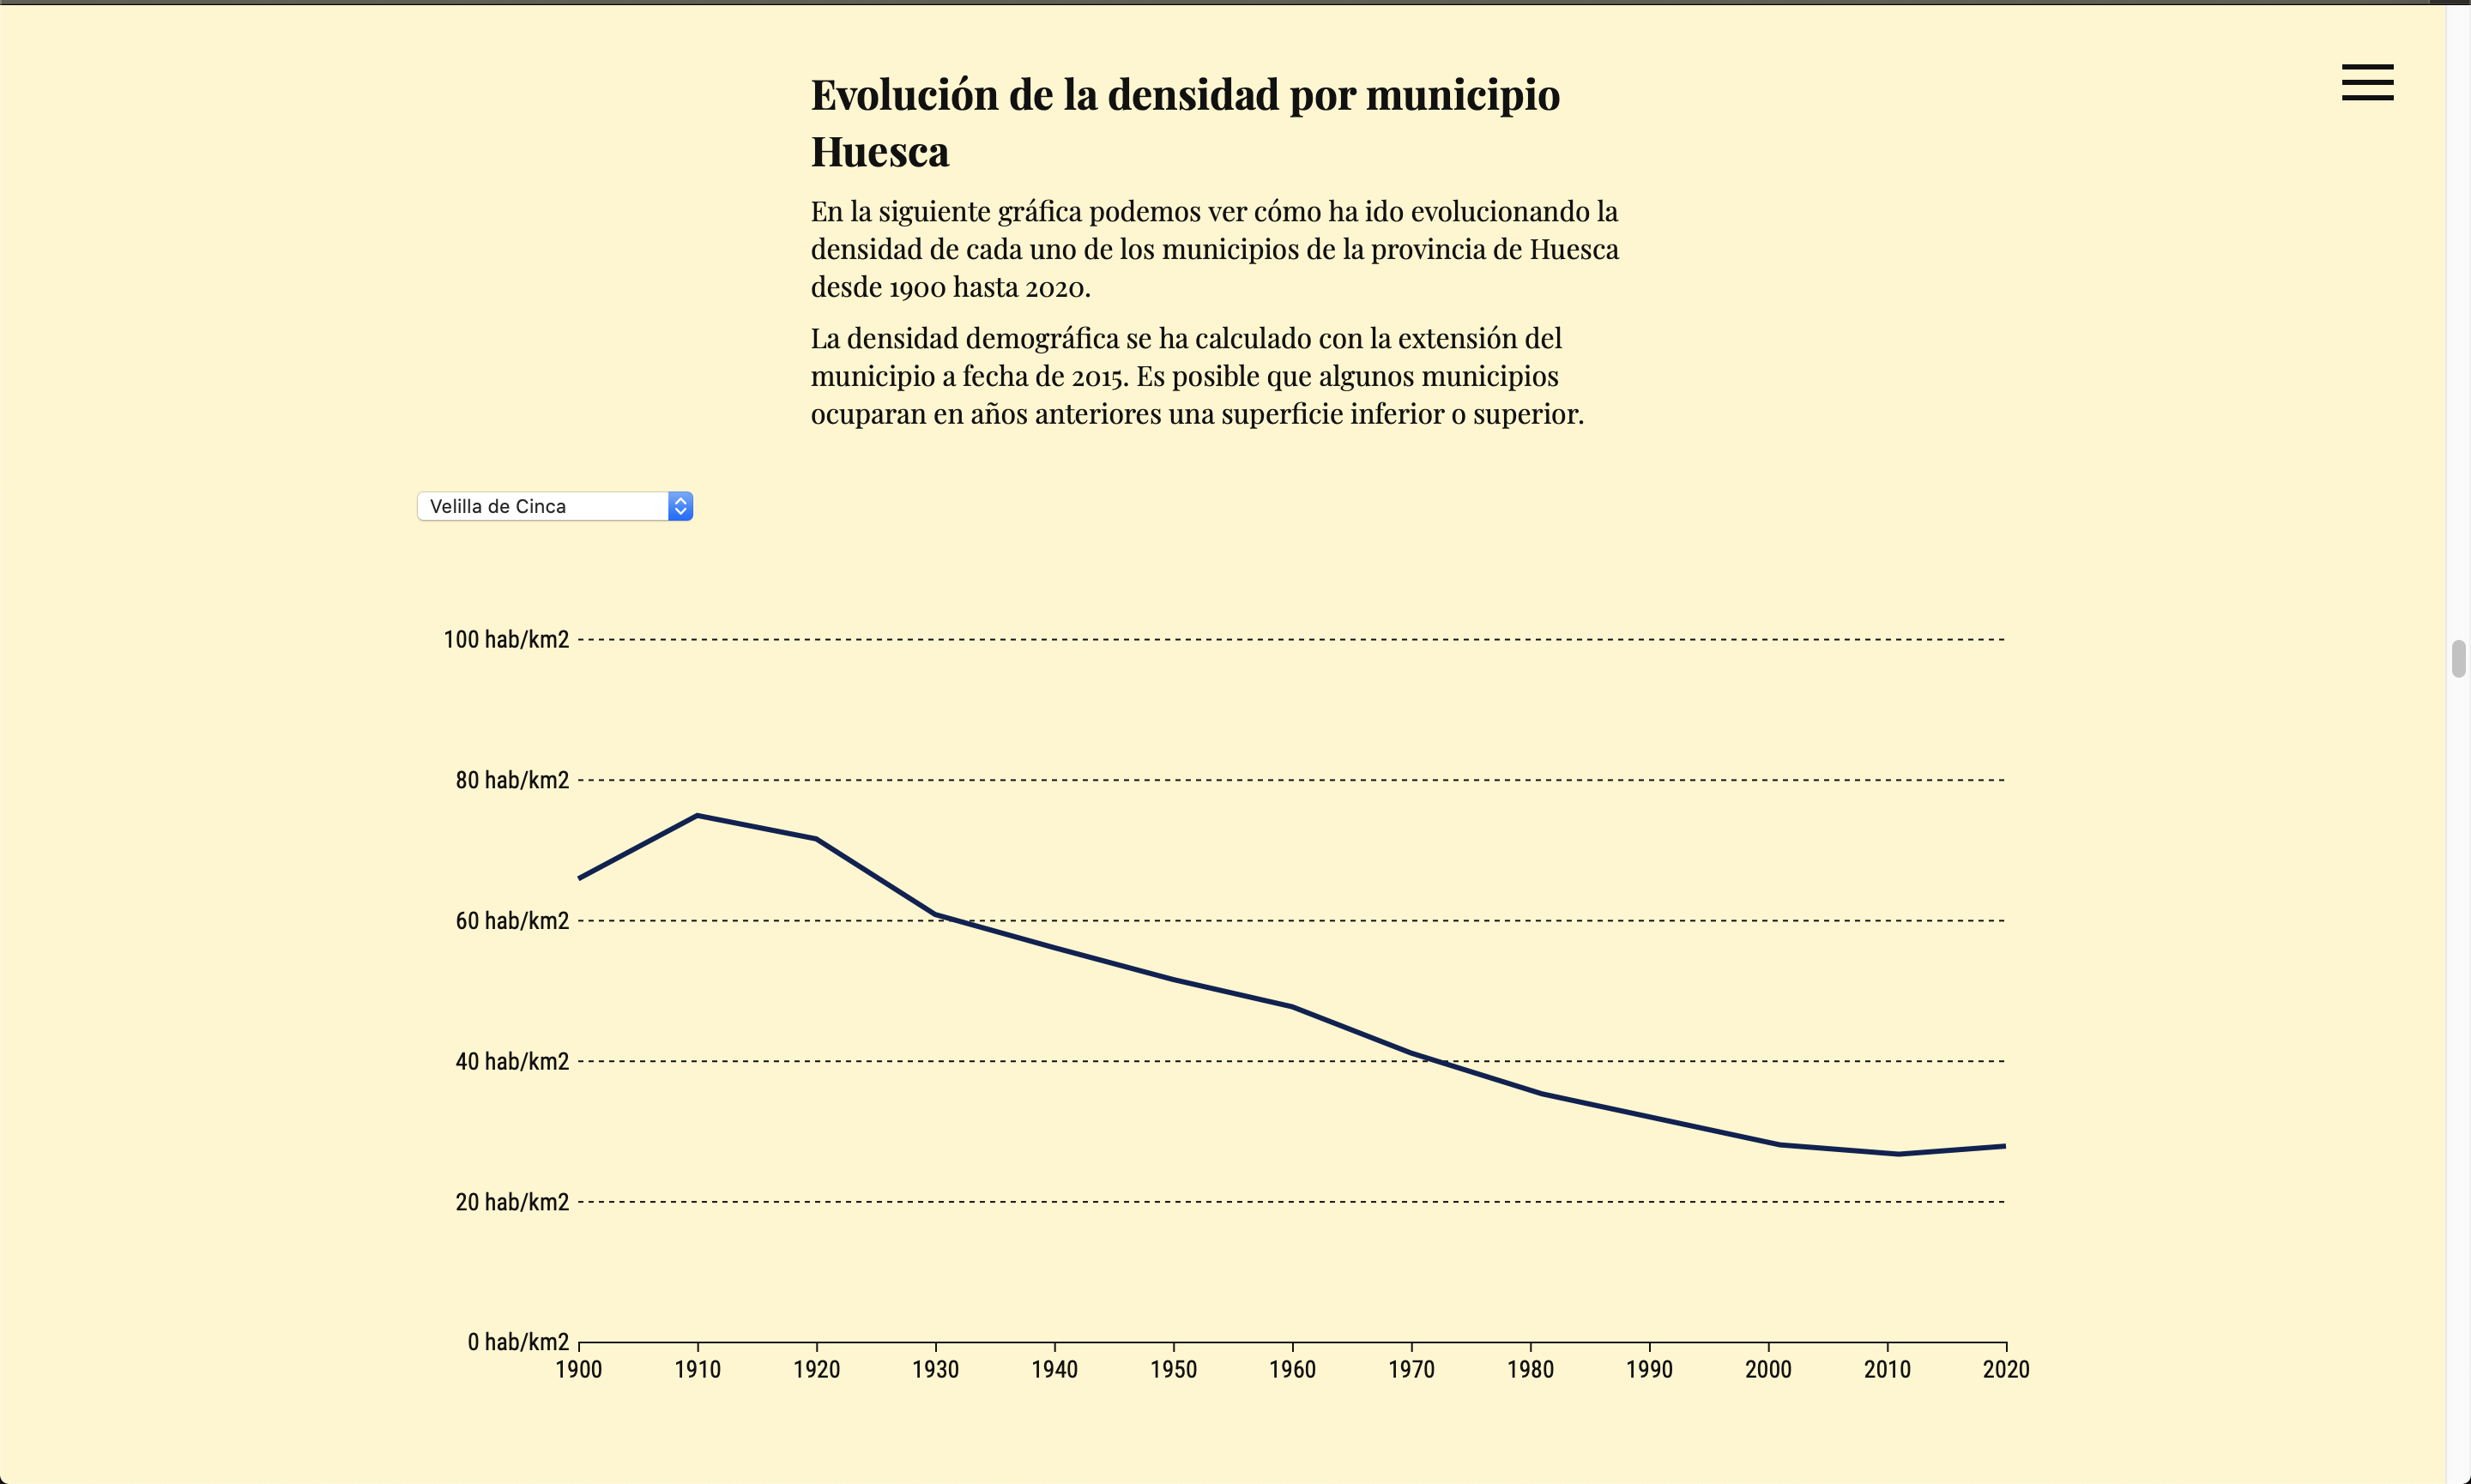 Evolución de la densidad por municipio
Huesca
En la siguiente gráfica podemos ver cómo ha ido evolucionando la
densidad de cada uno de los municipios de la provincia de Huesca
desde 1900 hasta 2020.
La densidad demográfica se ha calculado con la extensión del
municipio a fecha de 2015. Es posible que algunos municipios
ocuparan en años anteriores una superficie inferior o superior.
Velilla de Cinca
100 hab/km2
80 hab/km2
60 hab/km2
40 hab/km2
20 hab/km2
0 hab/km2
1900 1910 1920 1930 1940 1950 1960 1970 1980 1990 2000 2010 2020